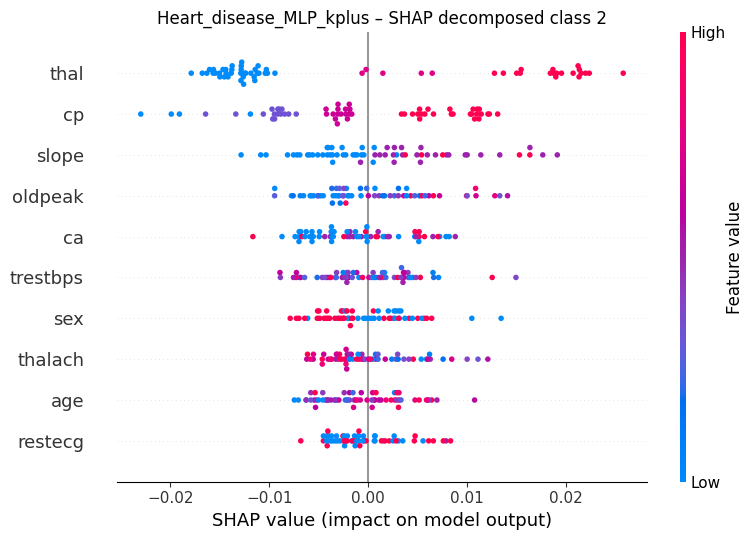 Heart_disease_MLP_kplus – SHAP decomposed class 2
High
thal
cp
slope
oldpeak
ca
trestbps
sex
thalach
age
restecg
Feature value
Low
−0.02 −0.01 0.00 0.01 0.02
SHAP value (impact on model output)